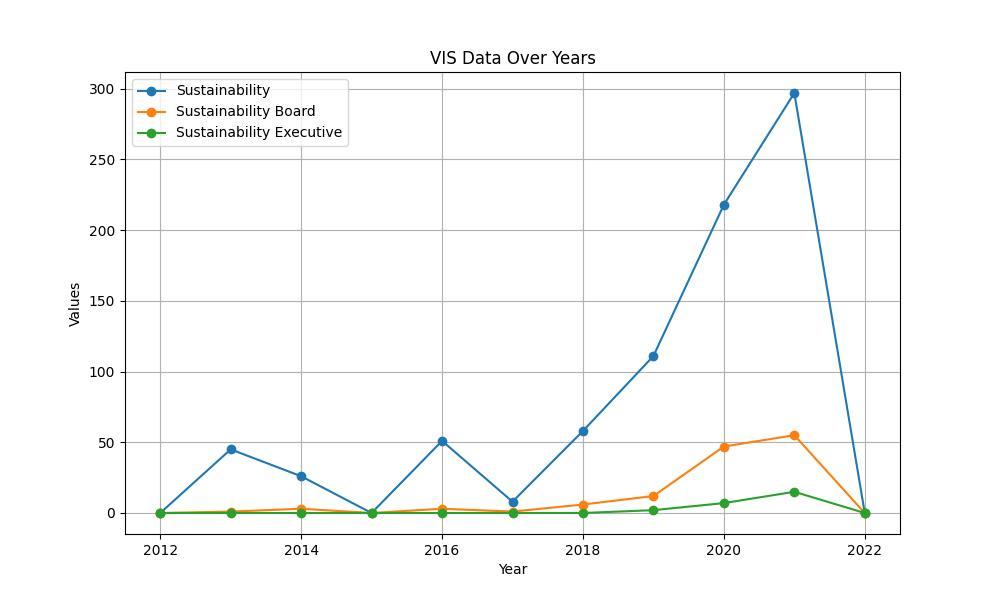 VIS Data Over Years
Sustainability
Sustainability Board
Sustainability Executive
300
250
200
150
100
50
0
Values
2012 2014 2016 2018 2020 2022
Year